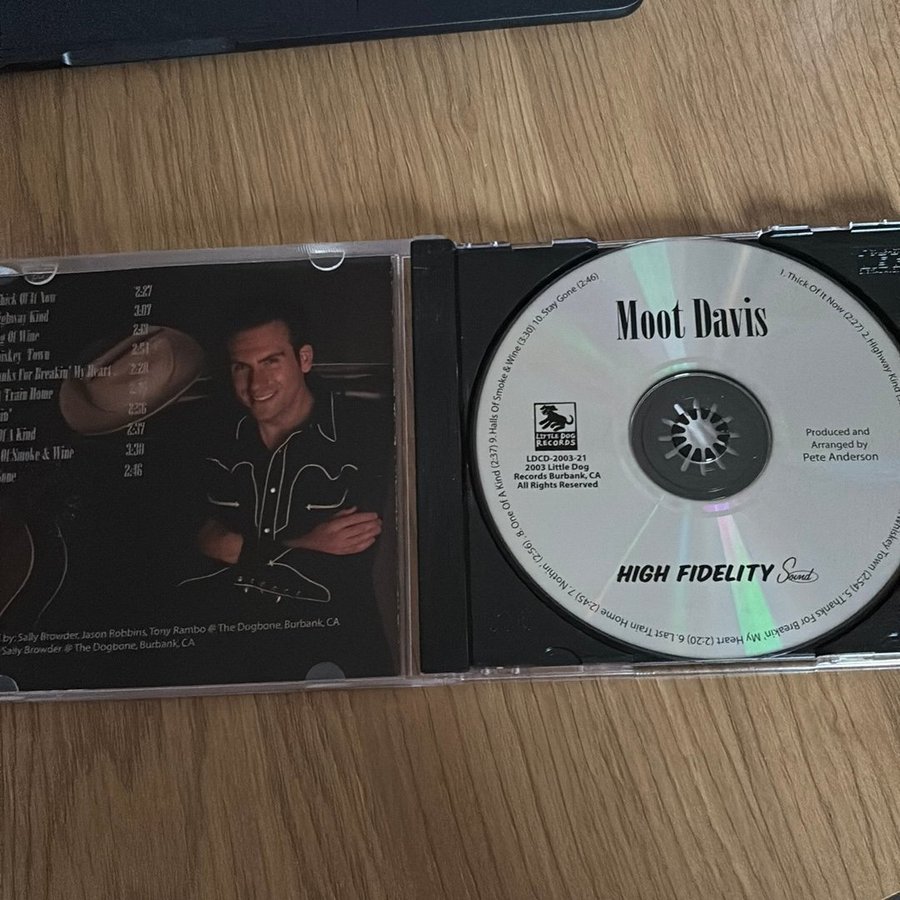 hick Of It Now 2:27
ighway Kind 3:07
g Of Wine
iskey Town 2:54
anks For Breakin' My Heart 2:20
t Train Home
in' 2:56
Of A Kind 2:37
Of Smoke & Wine 3:30
Gone 2:46
by: Sally Browder, Jason Robbins, Tony Rambo @ The Dogbone, Burbank, CA
Sally Browder @ The Dogbone, Burbank, CA
Moot Davis
LITTLE DOG
RECORDS
LDCD-2003-21
2003 Little Dog
Records Burbank, CA
All Rights Reserved
Produced and
Arranged by
Pete Anderson
HIGH FIDELITY Sound
1. Thick Of It Now (2:27) 2. Highway Kind
Whiskey Town (2:54) 5. Thanks For Breakin' My Heart (2:20) 6. Last Train Home (2:45) 7. Nothin' (2:56) 8. One Of A Kind (2:37) 9. Halls Of Smoke & Wine (3:30) 10. Stay Gone (2:46)